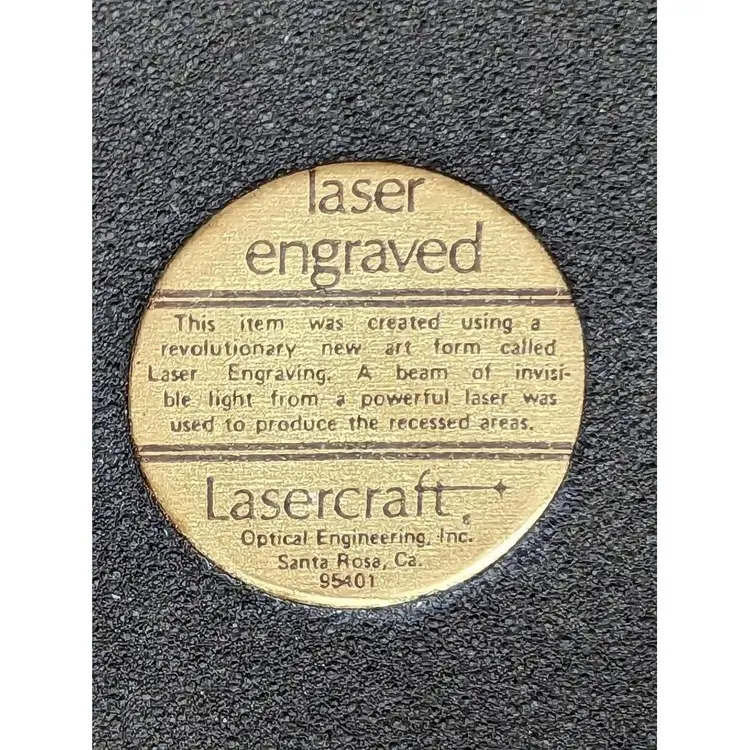 laser
engraved
This item was created using a
revolutionary new art form called
Laser Engraving. A beam of invisi-
ble light from a powerful laser was
used to produce the recessed areas.
Lasercraft®
Optical Engineering, Inc.
Santa Rosa, Ca.
95401